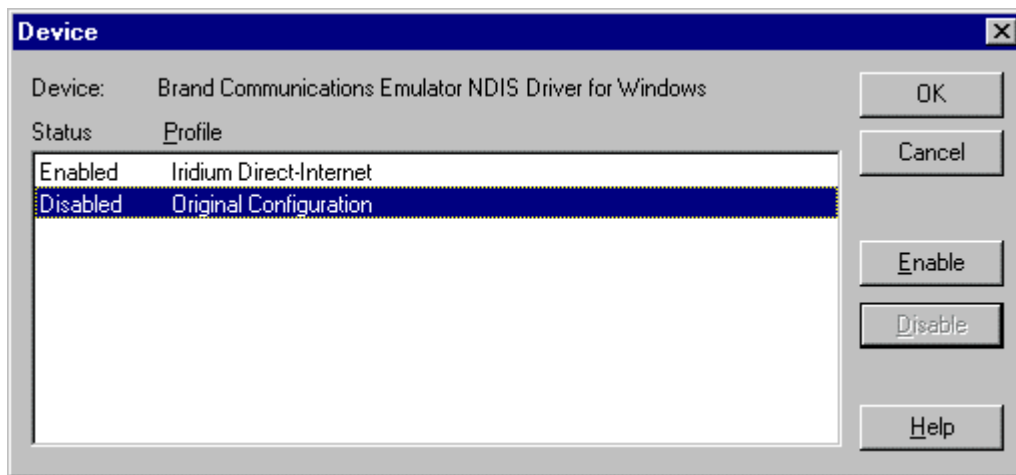 Device
Device: Brand Communications Emulator NDIS Driver for Windows
Status Profile
Enabled Iridium Direct-Internet
Disabled Original Configuration
OK
Cancel
Enable
Disable
Help